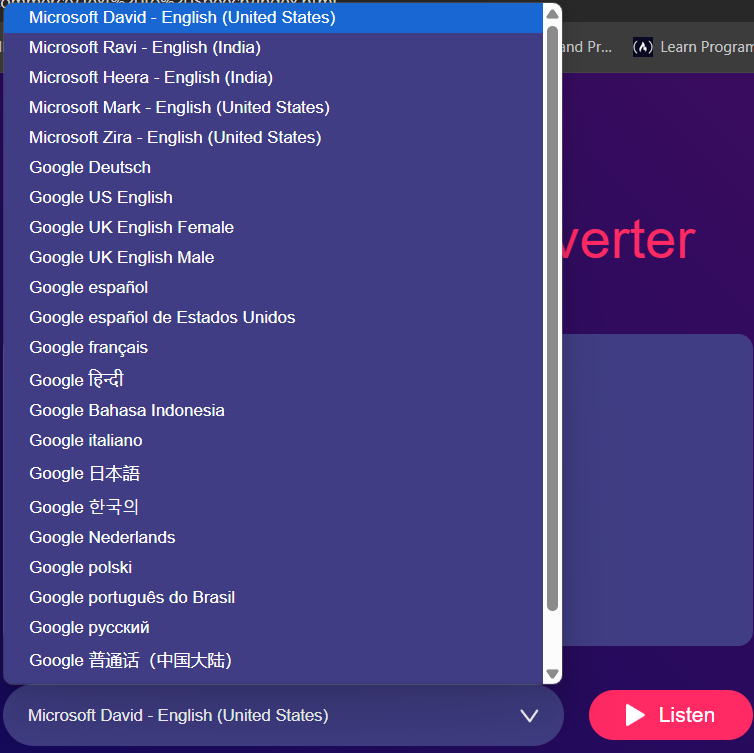 Microsoft David - English (United States)
Microsoft Ravi - English (India)
and Pr...
Learn Program
Microsoft Heera - English (India)
Microsoft Mark - English (United States)
Microsoft Zira - English (United States)
Google Deutsch
Google US English
Google UK English Female
verter
Google UK English Male
Google español
Google español de Estados Unidos
Google français
Google हिन्दी
Google Bahasa Indonesia
Google italiano
Google 日本語
Google 한국의
Google Nederlands
Google polski
Google português do Brasil
Google русский
Google 普通话（中国大陆）
Microsoft David - English (United States)
Listen